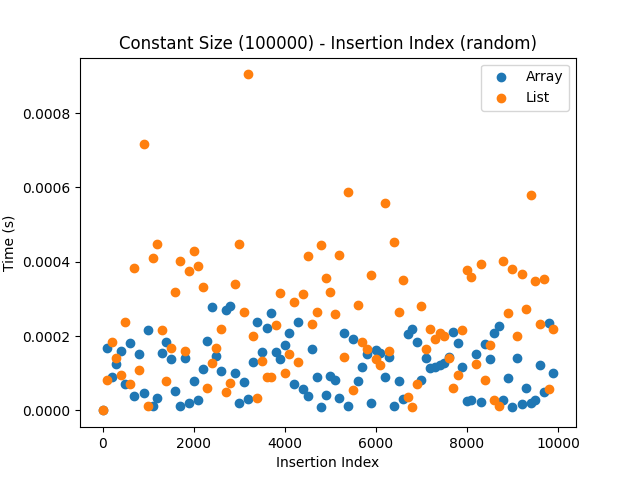 Constant Size (100000) - Insertion Index (random)
Array
List
0.0008
0.0006
0.0004
0.0002
0.0000
Time (s)
0 2000 4000 6000 8000 10000
Insertion Index